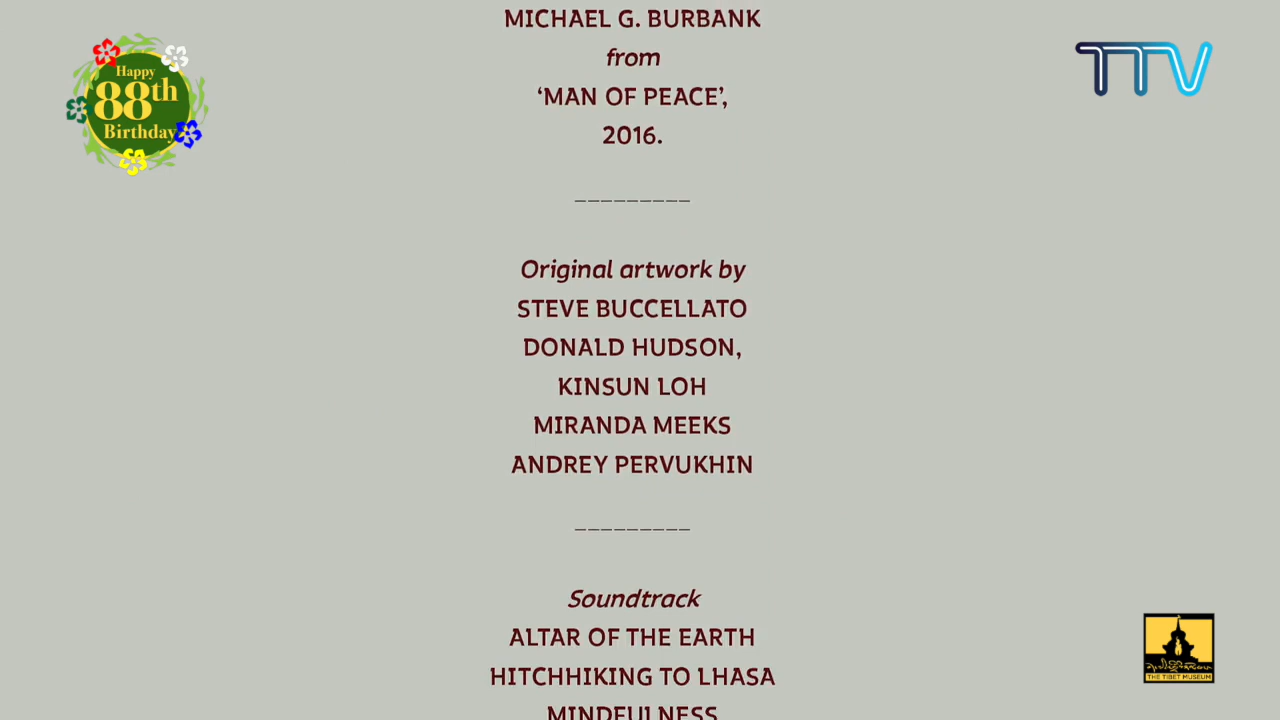 MICHAEL G. BURBANK
from
‘MAN OF PEACE’,
2016.
Happy
88th
Birthday
TTV
_________
Original artwork by
STEVE BUCCELLATO
DONALD HUDSON,
KINSUN LOH
MIRANDA MEEKS
ANDREY PERVUKHIN
_________
Soundtrack
ALTAR OF THE EARTH
HITCHHIKING TO LHASA
MINDFULNESS
THE TIBET MUSEUM